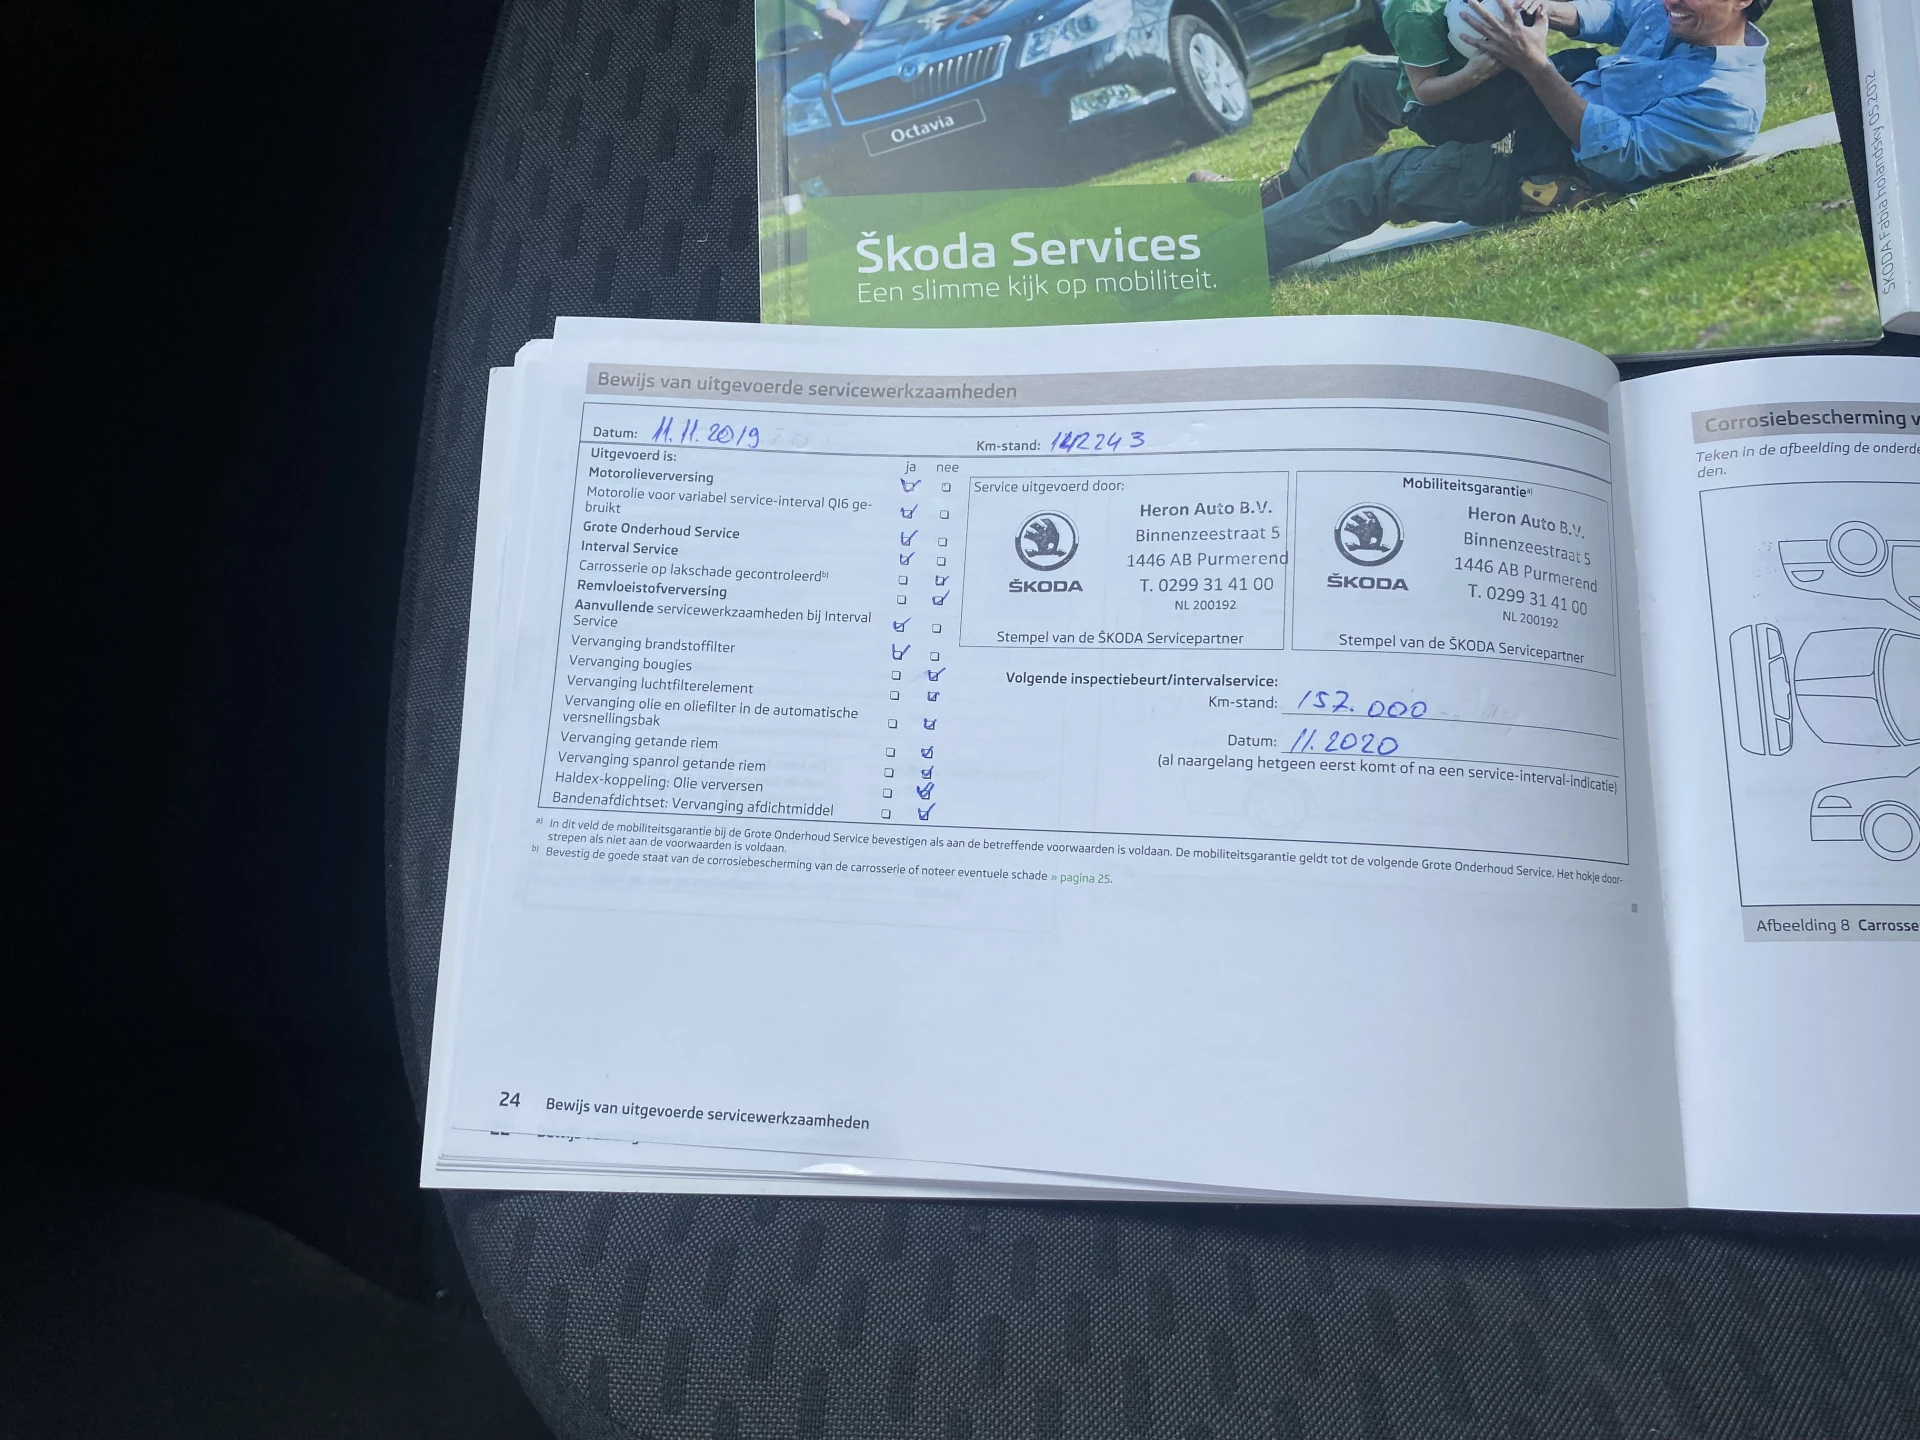 Octavia
Škoda Services
Een slimme kijk op mobiliteit.
ŠKODA Fabia holandsky 05.2012
Bewijs van uitgevoerde servicewerkzaamheden
Datum: 11.11.2019
Km-stand: 142243
Uitgevoerd is:
ja nee
Motorolieverversing
Motorolie voor variabel service-interval QI6 ge-
bruikt
Grote Onderhoud Service
Interval Service
Carrosserie op lakschade gecontroleerd b)
Remvloeistofverversing
Aanvullende servicewerkzaamheden bij Interval
Service
Vervanging brandstoffilter
Vervanging bougies
Vervanging luchtfilterelement
Vervanging olie en oliefilter in de automatische
versnellingsbak
Vervanging getande riem
Vervanging spanrol getande riem
Haldex-koppeling: Olie verversen
Bandenafdichtset: Vervanging afdichtmiddel
Service uitgevoerd door:
Heron Auto B.V.
Binnenzeestraat 5
1446 AB Purmerend
T. 0299 31 41 00
NL 200192
ŠKODA
Stempel van de ŠKODA Servicepartner
Mobiliteitsgarantie a)
Heron Auto B.V.
Binnenzeestraat 5
1446 AB Purmerend
T. 0299 31 41 00
NL 200192
ŠKODA
Stempel van de ŠKODA Servicepartner
Volgende inspectiebeurt/intervalservice:
Km-stand: 157.000
Datum: 11.2020
(al naargelang hetgeen eerst komt of na een service-interval-indicatie)
a) In dit veld de mobiliteitsgarantie bij de Grote Onderhoud Service bevestigen als aan de betreffende voorwaarden is voldaan. De mobiliteitsgarantie geldt tot de volgende Grote Onderhoud Service. Het hokje door-
strepen als niet aan de voorwaarden is voldaan.
b) Bevestig de goede staat van de corrosiebescherming van de carrosserie of noteer eventuele schade » pagina 25.
24 Bewijs van uitgevoerde servicewerkzaamheden
Corrosiebescherming v
Teken in de afbeelding de onderde
den.
Afbeelding 8 Carrosse